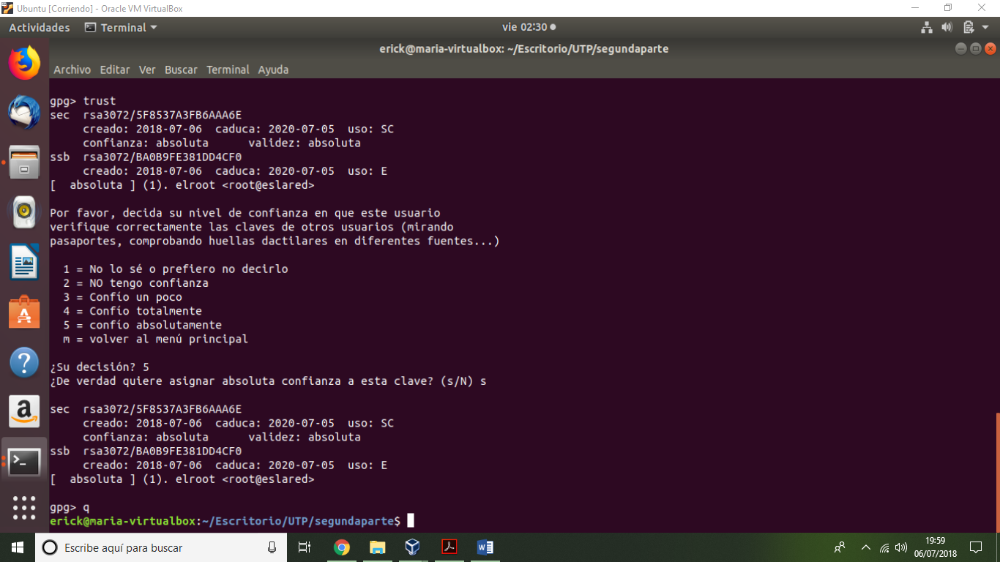 Ubuntu [Corriendo] - Oracle VM VirtualBox
Actividades Terminal vie 02:30
erick@maria-virtualbox: ~/Escritorio/UTP/segundaparte
Archivo Editar Ver Buscar Terminal Ayuda
gpg> trust
sec rsa3072/5F8537A3FB6AAA6E
creado: 2018-07-06 caduca: 2020-07-05 uso: SC
confianza: absoluta validez: absoluta
ssb rsa3072/BA0B9FE381DD4CF0
creado: 2018-07-06 caduca: 2020-07-05 uso: E
[ absoluta ] (1). elroot <root@eslared>
Por favor, decida su nivel de confianza en que este usuario
verifique correctamente las claves de otros usuarios (mirando
pasaportes, comprobando huellas dactilares en diferentes fuentes...)
1 = No lo sé o prefiero no decirlo
2 = NO tengo confianza
3 = Confío un poco
4 = Confío totalmente
5 = confío absolutamente
m = volver al menú principal
¿Su decisión? 5
¿De verdad quiere asignar absoluta confianza a esta clave? (s/N) s
sec rsa3072/5F8537A3FB6AAA6E
creado: 2018-07-06 caduca: 2020-07-05 uso: SC
confianza: absoluta validez: absoluta
ssb rsa3072/BA0B9FE381DD4CF0
creado: 2018-07-06 caduca: 2020-07-05 uso: E
[ absoluta ] (1). elroot <root@eslared>
gpg> q
erick@maria-virtualbox:~/Escritorio/UTP/segundaparte$
Escribe aquí para buscar
19:59
06/07/2018